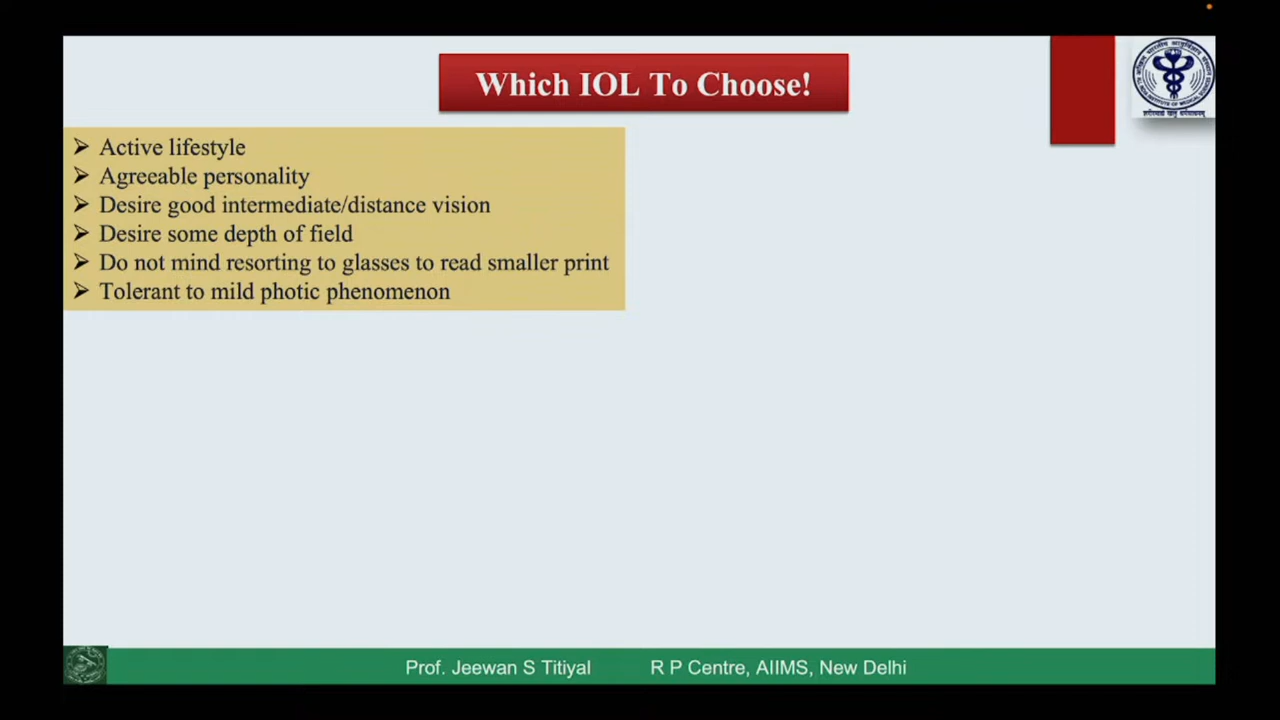 Which IOL To Choose!
➢ Active lifestyle
➢ Agreeable personality
➢ Desire good intermediate/distance vision
➢ Desire some depth of field
➢ Do not mind resorting to glasses to read smaller print
➢ Tolerant to mild photic phenomenon
Prof. Jeewan S Titiyal R P Centre, AIIMS, New Delhi